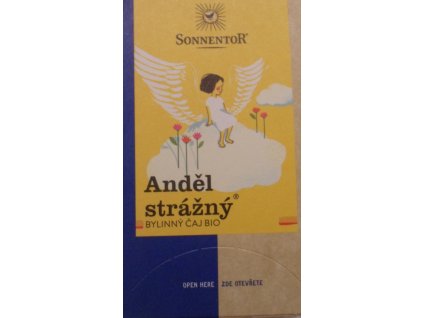 SONNENTOR®
Anděl
strážný®
BYLINNÝ ČAJ BIO
OPEN HERE ZDE OTEVŘETE